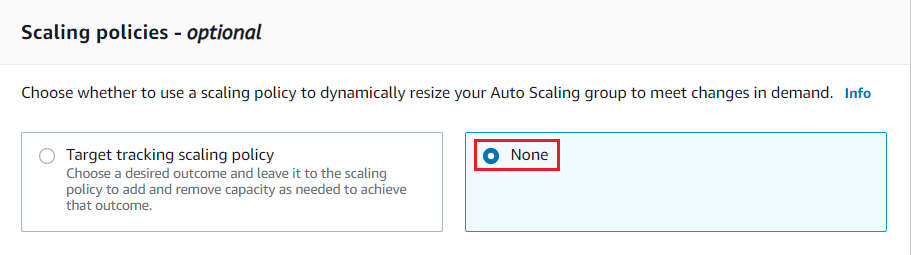 Scaling policies - optional
Choose whether to use a scaling policy to dynamically resize your Auto Scaling group to meet changes in demand. Info
Target tracking scaling policy
Choose a desired outcome and leave it to the scaling
policy to add and remove capacity as needed to achieve
that outcome.
None